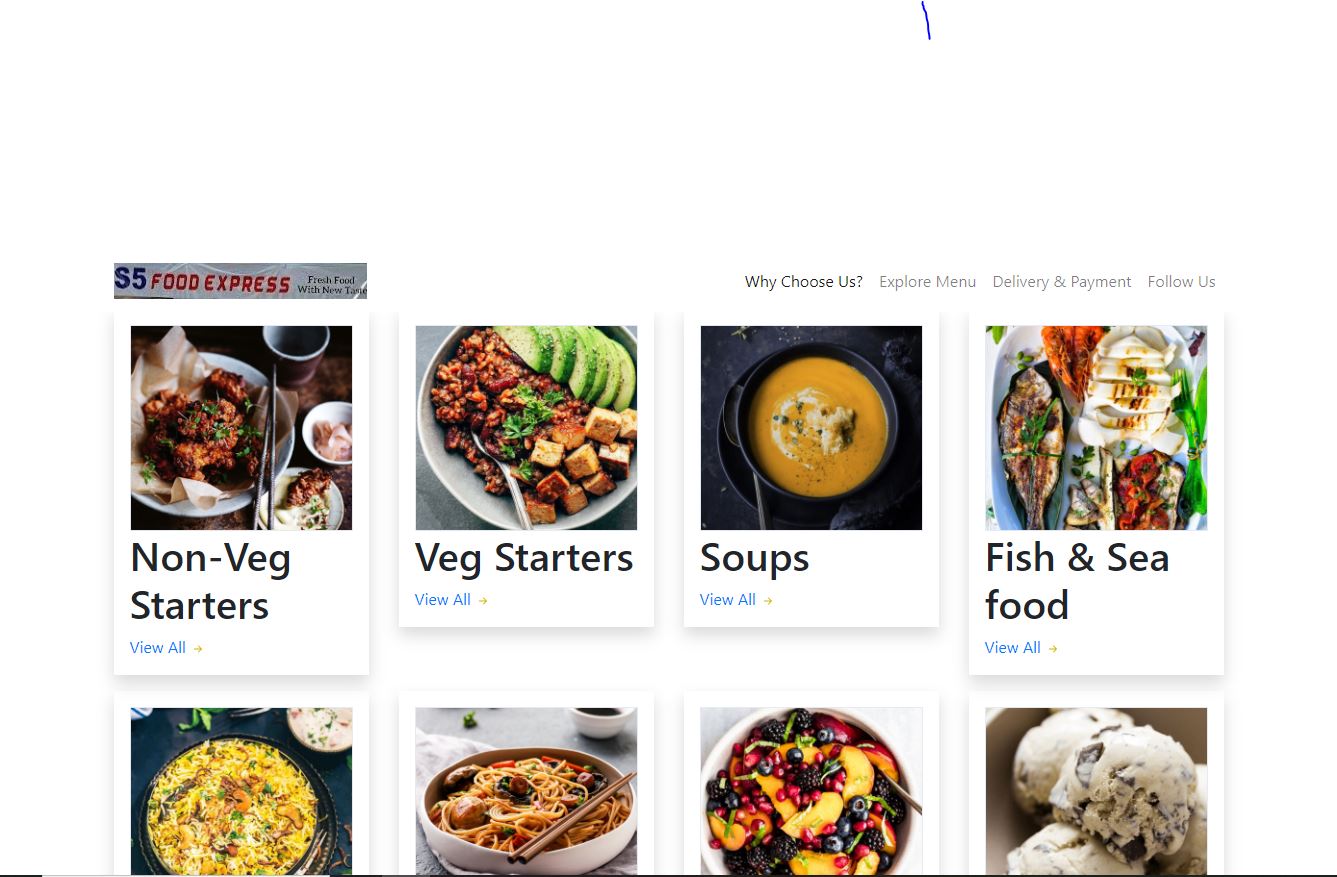 S5 FOOD EXPRESS
Fresh Food
With New Taste
Why Choose Us? Explore Menu Delivery & Payment Follow Us
Non-Veg
Starters
View All →
Veg Starters
View All →
Soups
View All →
Fish & Sea
food
View All →